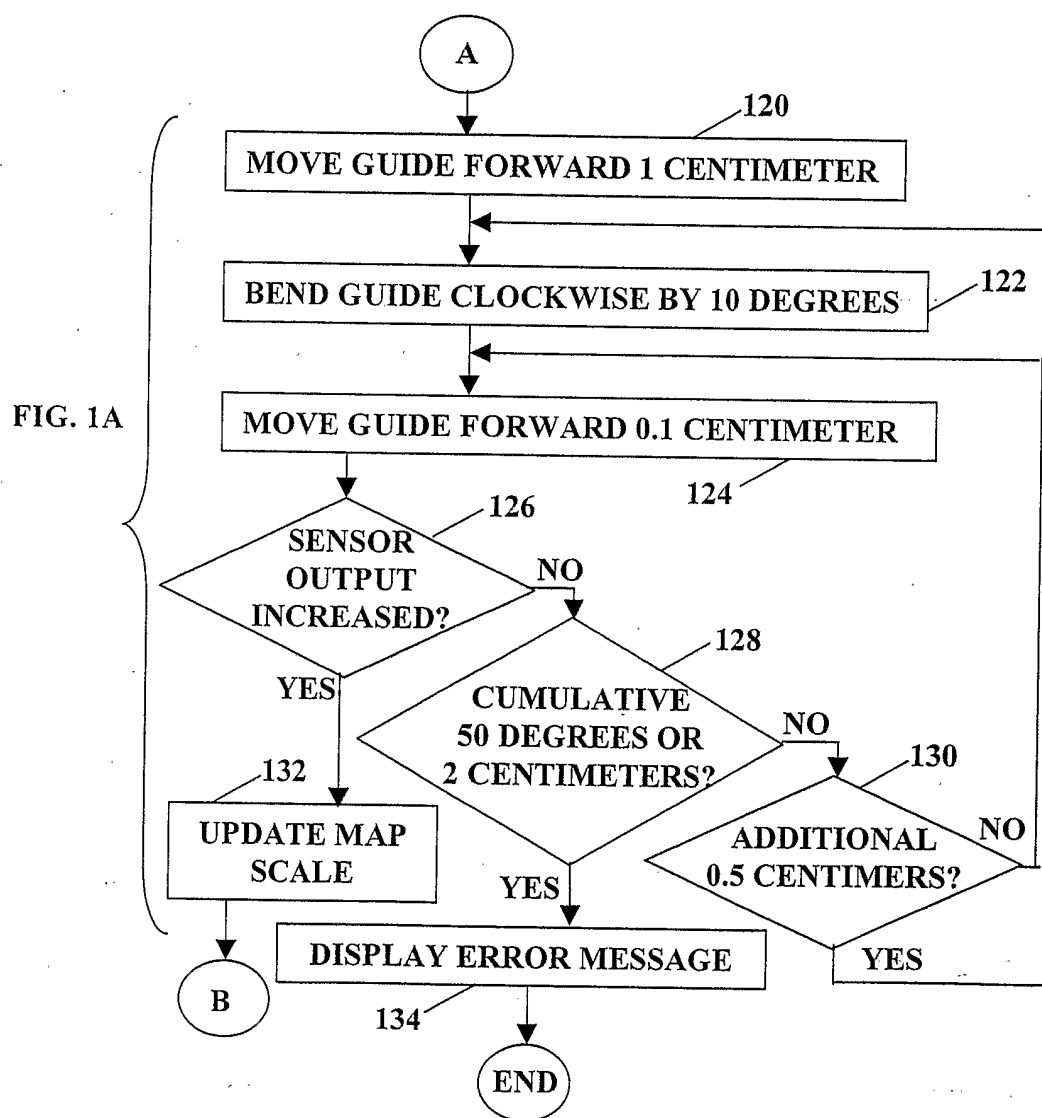 A
120
MOVE GUIDE FORWARD 1 CENTIMETER
BEND GUIDE CLOCKWISE BY 10 DEGREES
122
FIG. 1A
MOVE GUIDE FORWARD 0.1 CENTIMETER
124
126
SENSOR
OUTPUT
INCREASED?
NO
YES
128
CUMULATIVE
50 DEGREES OR
2 CENTIMETERS?
NO
YES
130
ADDITIONAL
0.5 CENTIMERS?
NO
YES
132
UPDATE MAP
SCALE
B
DISPLAY ERROR MESSAGE
134
END